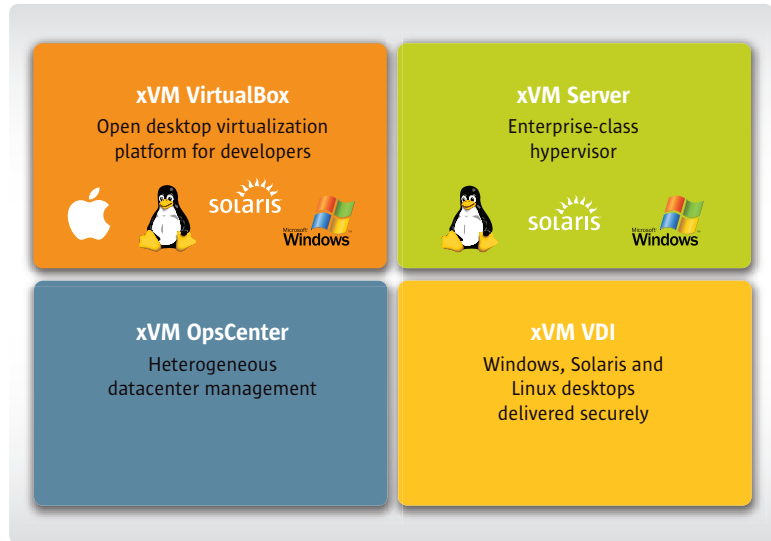 xVM VirtualBox
Open desktop virtualization
platform for developers
solaris
Microsoft
Windows
xVM Server
Enterprise-class
hypervisor
solaris
Microsoft
Windows
xVM OpsCenter
Heterogeneous
datacenter management
xVM VDI
Windows, Solaris and
Linux desktops
delivered securely